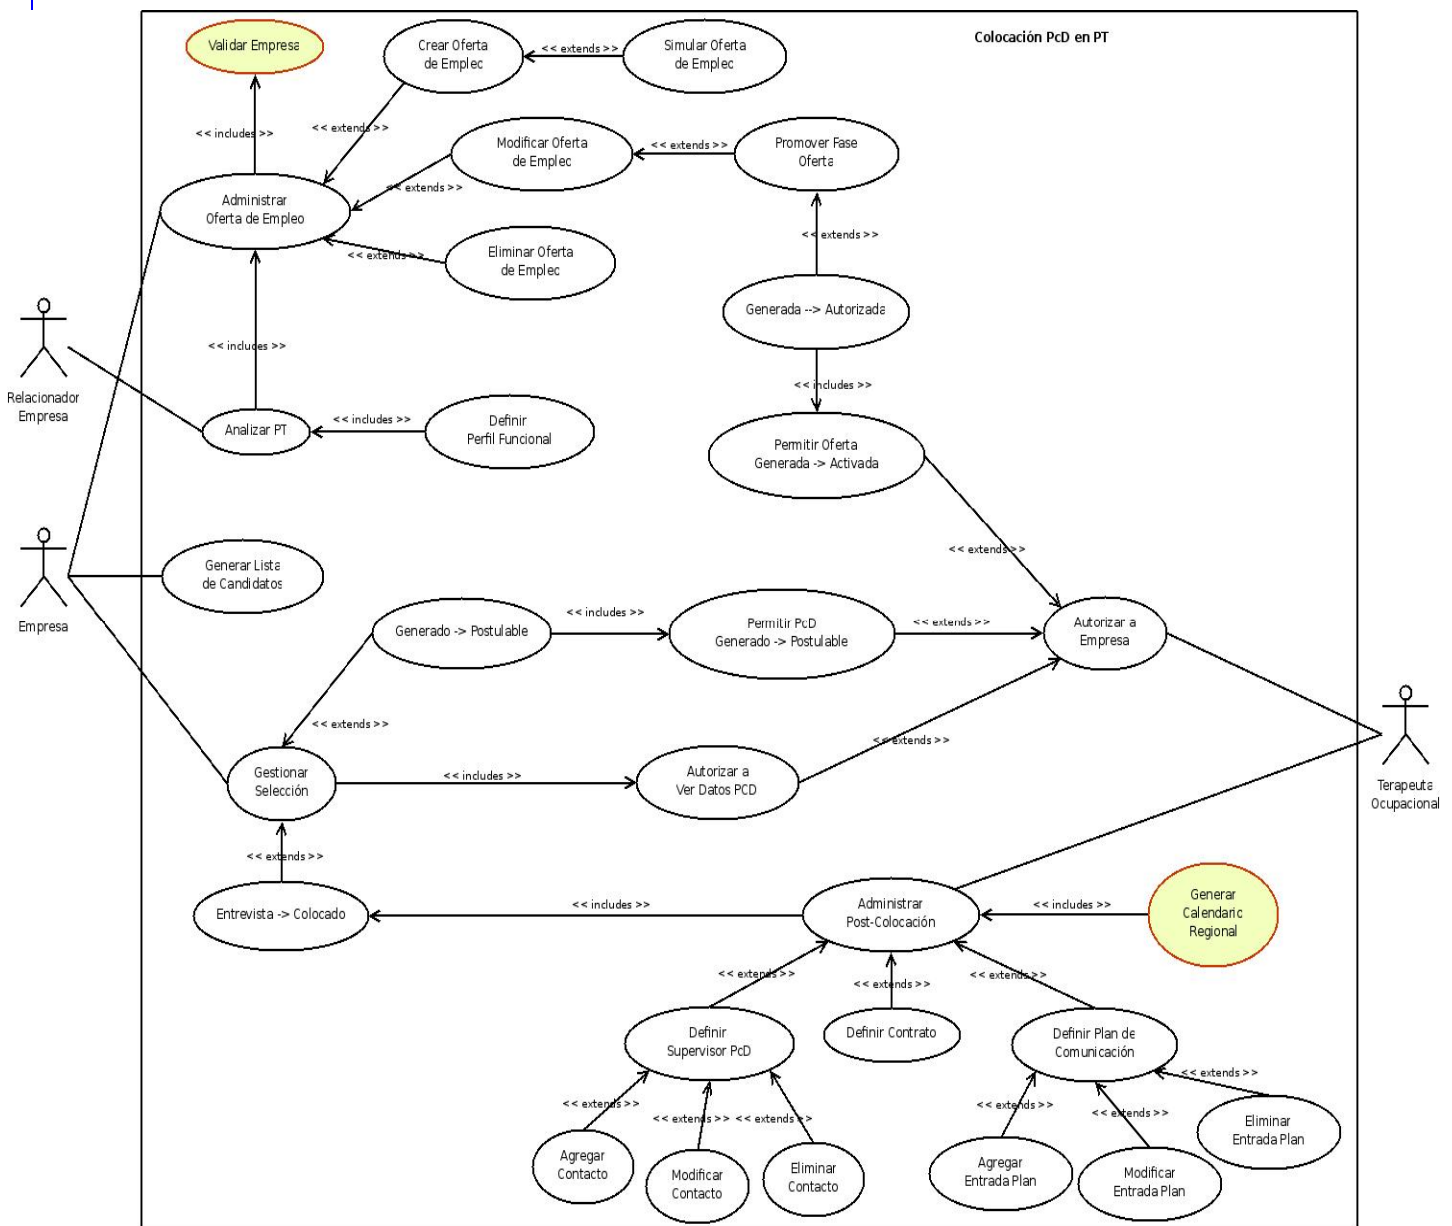 Colocación PcD en PT
Validar Empresa
Crear Oferta
de Emplec
<< extends >>
Simular Oferta
de Emplec
<< includes >>
<< extends >>
Modificar Oferta
de Emplec
<< extends >>
Promover Fase
Oferta
<< extends >>
Administrar
Oferta de Empleo
<< extends >>
<< extends >>
Eliminar Oferta
de Emplec
Generada --> Autorizada
<< includes >>
<< includes >>
Relacionador
Empresa
Analizar PT
<< includes >>
Definir
Perfil Funcional
Permitir Oferta
Generada -> Activada
<< extends >>
Generar Lista
de Candidatos
Empresa
Generado -> Postulable
<< includes >>
Permitir PcD
Generado -> Postulable
<< extends >>
Autorizar a
Empresa
<< extends >>
<< extends >>
Gestionar
Selección
<< includes >>
Autorizar a
Ver Datos PCD
Terapeuta
Ocupacional
<< extends >>
Entrevista -> Colocado
<< includes >>
Administrar
Post-Colocación
<< includes >>
Generar
Calendaric
Regional
<< extends >>
<< extends >>
<< extends >>
Definir
Supervisor PcD
Definir Contrato
Definir Plan de
Comunicación
<< extends >>
<< extends >>
<< extends >>
<< extends >>
<< extends >>
<< extends >>
Agregar
Contacto
Modificar
Contacto
Eliminar
Contacto
Agregar
Entrada Plan
Modificar
Entrada Plan
Eliminar
Entrada Plan